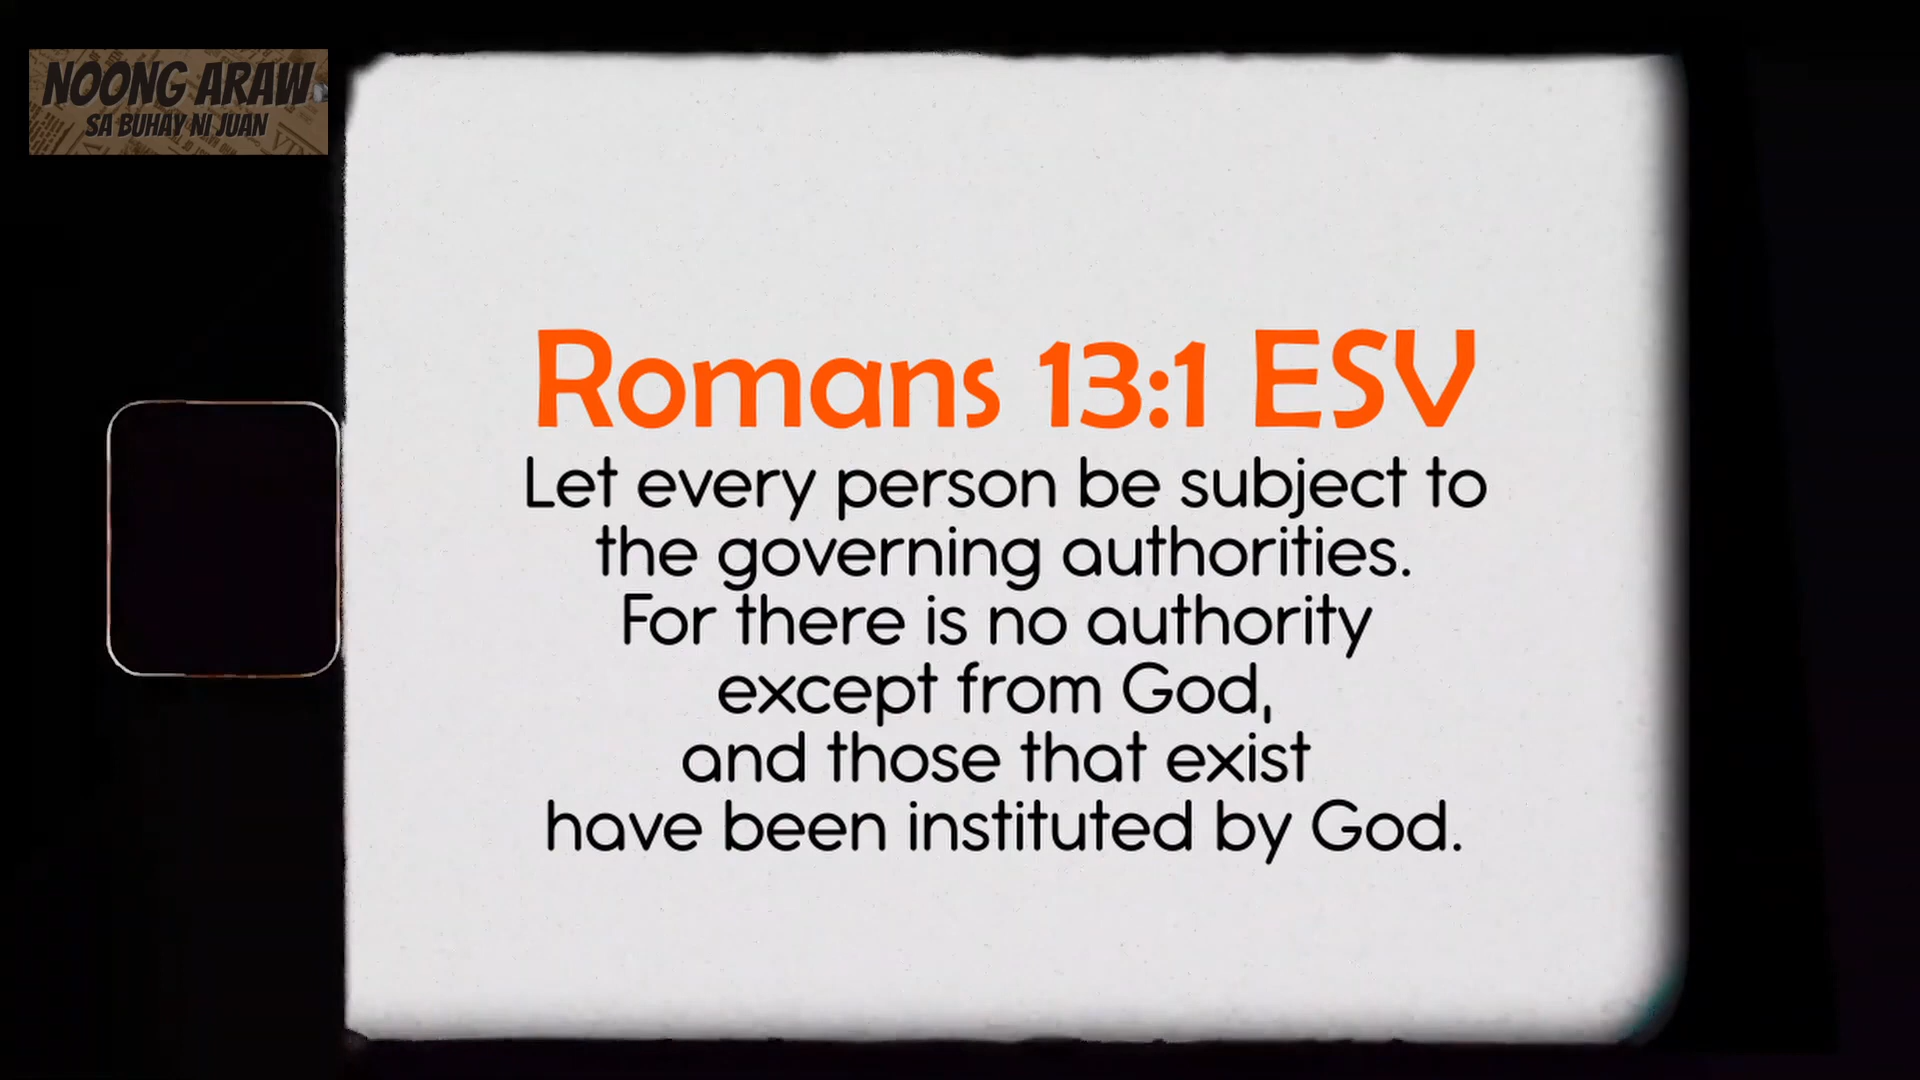 NOONG ARAW
SA BUHAY NI JUAN
Romans 13:1 ESV
Let every person be subject to
the governing authorities.
For there is no authority
except from God,
and those that exist
have been instituted by God.